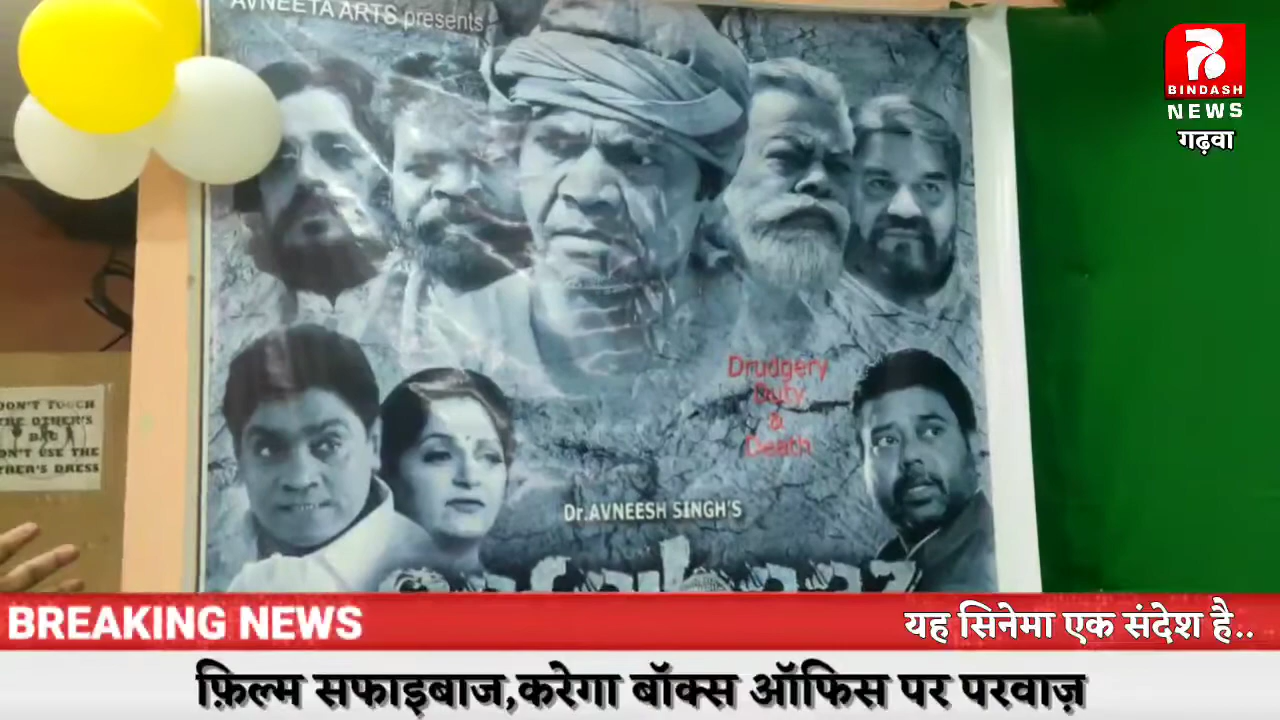 AVNEETA ARTS presents
BINDASH
NEWS
गढ़वा
Drudgery
Duty
&
Death
DON'T TOUCH
THE OTHER'S
BAG
DON'T USE THE
OTHER'S DRESS
Dr.AVNEESH SINGH'S
BREAKING NEWS
यह सिनेमा एक संदेश है..
फ़िल्म सफाइबाज,करेगा बॉक्स ऑफिस पर परवाज़